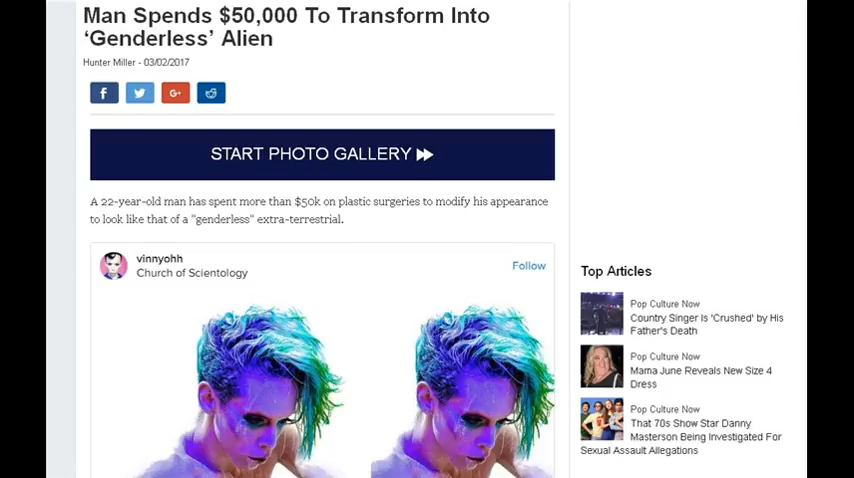 Man Spends $50,000 To Transform Into
‘Genderless’ Alien
Hunter Miller - 03/02/2017
f
G+
START PHOTO GALLERY
A 22-year-old man has spent more than $50k on plastic surgeries to modify his appearance
to look like that of a "genderless" extra-terrestrial.
vinnyohh
Church of Scientology
Follow
Top Articles
Pop Culture Now
Country Singer Is 'Crushed' by His
Father's Death
Pop Culture Now
Mama June Reveals New Size 4
Dress
Pop Culture Now
That 70s Show Star Danny
Masterson Being Investigated For
Sexual Assault Allegations